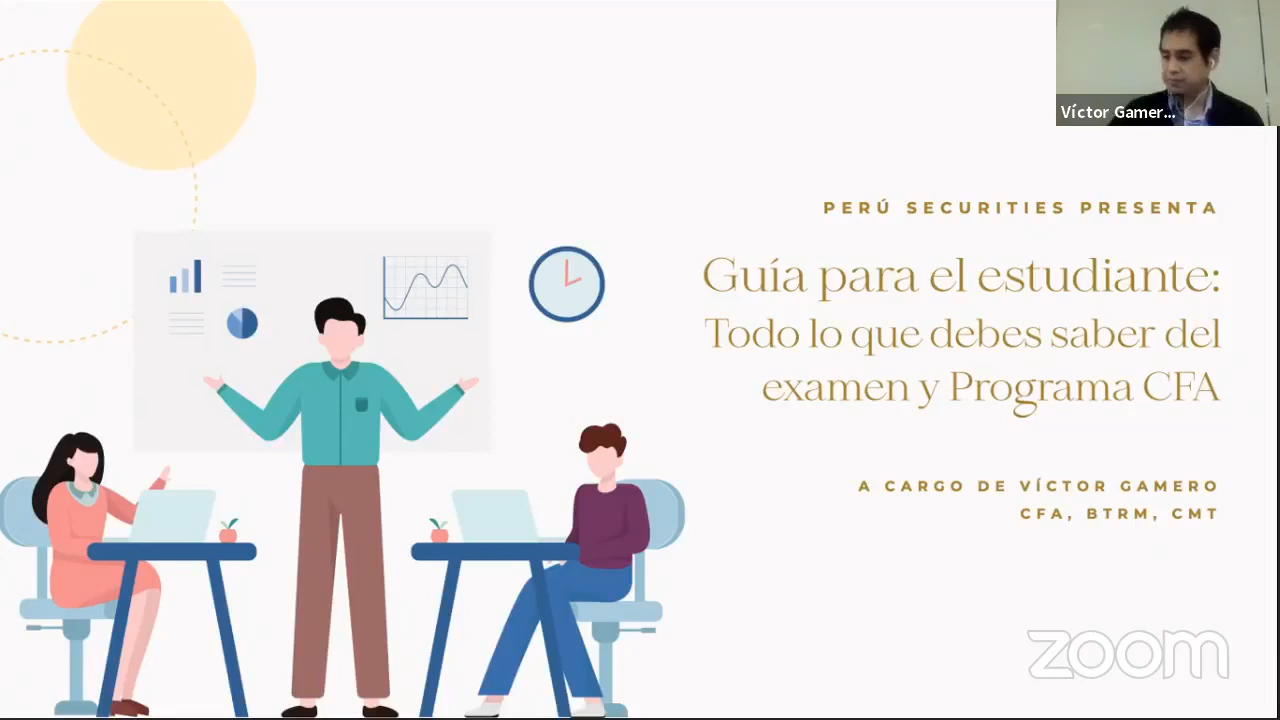 Víctor Gamer...
PERÚ SECURITIES PRESENTA
Guía para el estudiante:
Todo lo que debes saber del
examen y Programa CFA
A CARGO DE VÍCTOR GAMERO
CFA, BTRM, CMT
zoom